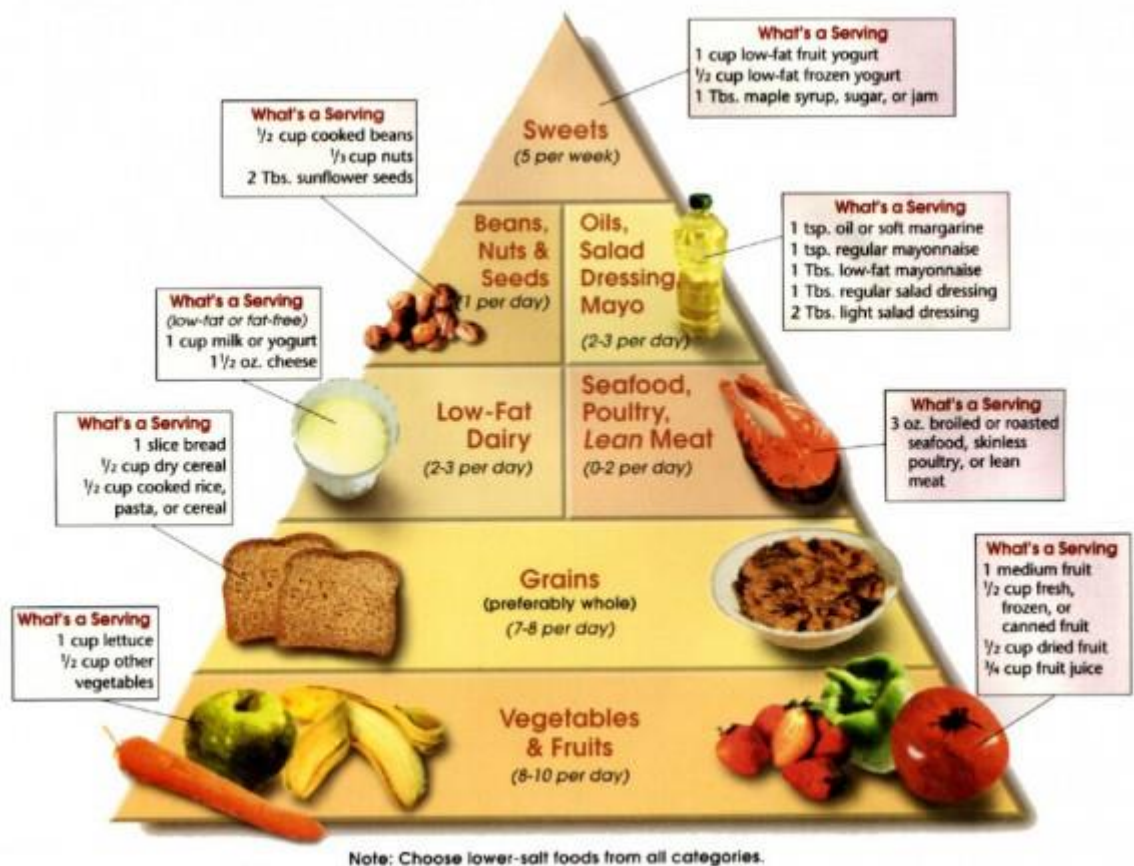 What's a Serving
1 cup low-fat fruit yogurt
1/2 cup low-fat frozen yogurt
1 Tbs. maple syrup, sugar, or jam
Sweets
(5 per week)
What's a Serving
1/2 cup cooked beans
1/3 cup nuts
2 Tbs. sunflower seeds
Beans,
Nuts &
Seeds
(1 per day)
Oils,
Salad
Dressing,
Mayo
(2-3 per day)
What's a Serving
1 tsp. oil or soft margarine
1 tsp. regular mayonnaise
1 Tbs. low-fat mayonnaise
1 Tbs. regular salad dressing
2 Tbs. light salad dressing
What's a Serving
(low-fat or fat-free)
1 cup milk or yogurt
1 1/2 oz. cheese
Low-Fat
Dairy
(2-3 per day)
Seafood,
Poultry,
Lean Meat
(0-2 per day)
What's a Serving
3 oz. broiled or roasted
seafood, skinless
poultry, or lean
meat
What's a Serving
1 slice bread
1/2 cup dry cereal
1/2 cup cooked rice,
pasta, or cereal
Grains
(preferably whole)
(7-8 per day)
What's a Serving
1 cup lettuce
1/2 cup other
vegetables
What's a Serving
1 medium fruit
1/2 cup fresh,
frozen, or
canned fruit
1/2 cup dried fruit
3/4 cup fruit juice
Vegetables
& Fruits
(8-10 per day)
Note: Choose lower-salt foods from all categories.